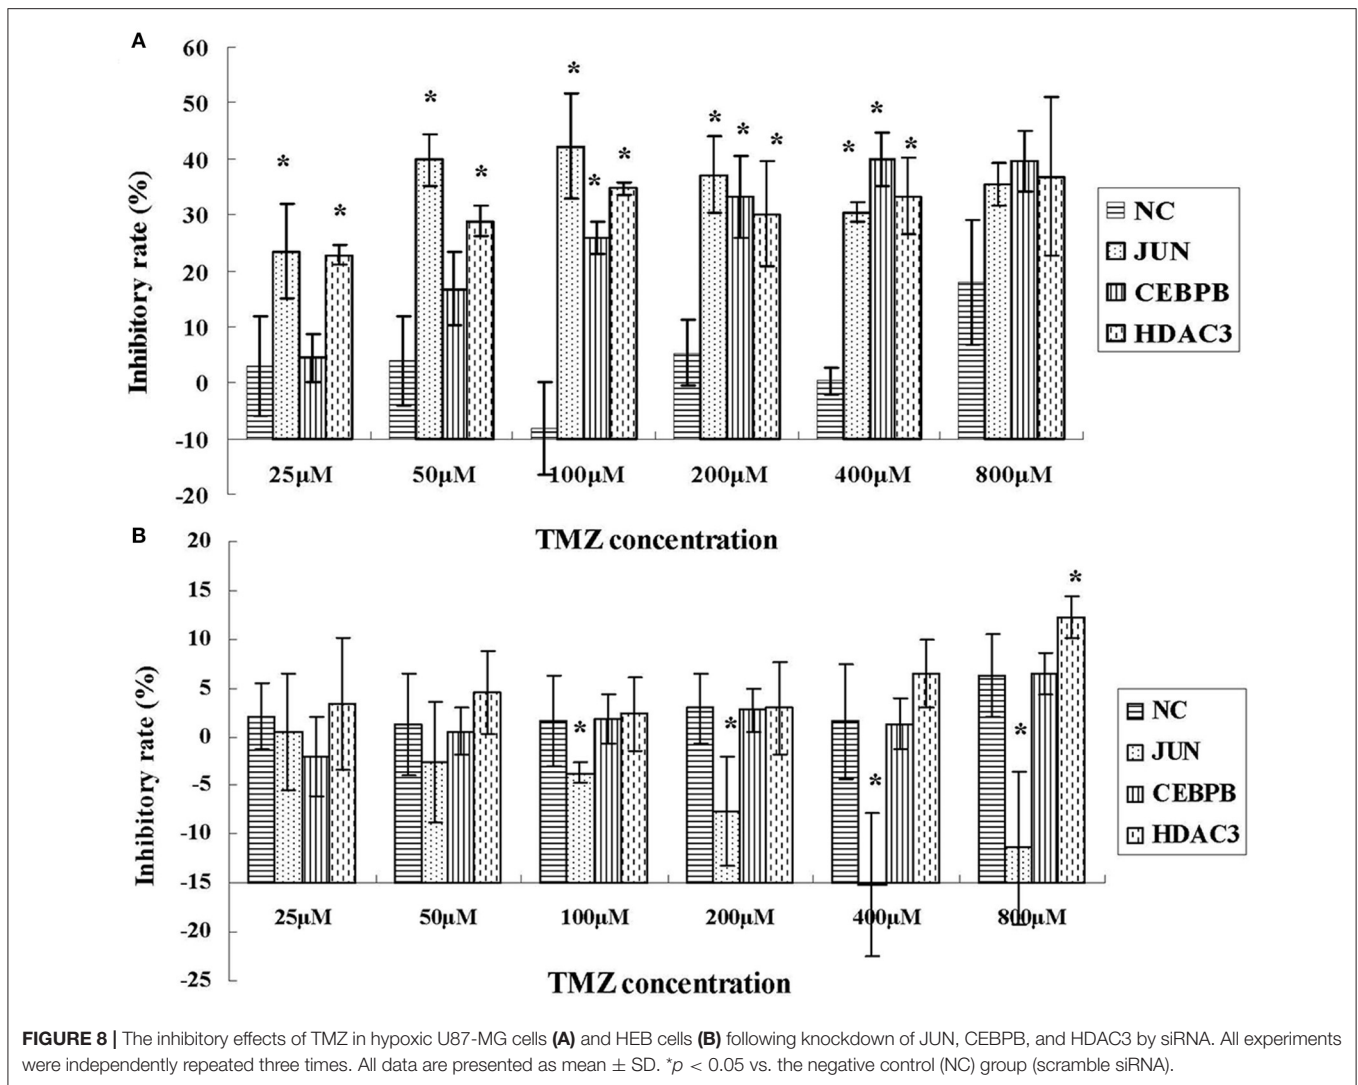 A
60
50
40
30
20
10
0
-10
-20
Inhibitory rate (%)
* * * * * * * * * * * * *
25µM 50µM 100µM 200µM 400µM 800µM
TMZ concentration
NC
JUN
CEBPB
HDAC3
B
20
15
10
5
0
-5
-10
-15
-20
-25
Inhibitory rate (%)
* * * * *
25µM 50µM 100µM 200µM 400µM 800µM
TMZ concentration
NC
JUN
CEBPB
HDAC3
FIGURE 8 | The inhibitory effects of TMZ in hypoxic U87-MG cells (A) and HEB cells (B) following knockdown of JUN, CEBPB, and HDAC3 by siRNA. All experiments
were independently repeated three times. All data are presented as mean ± SD. *p < 0.05 vs. the negative control (NC) group (scramble siRNA).